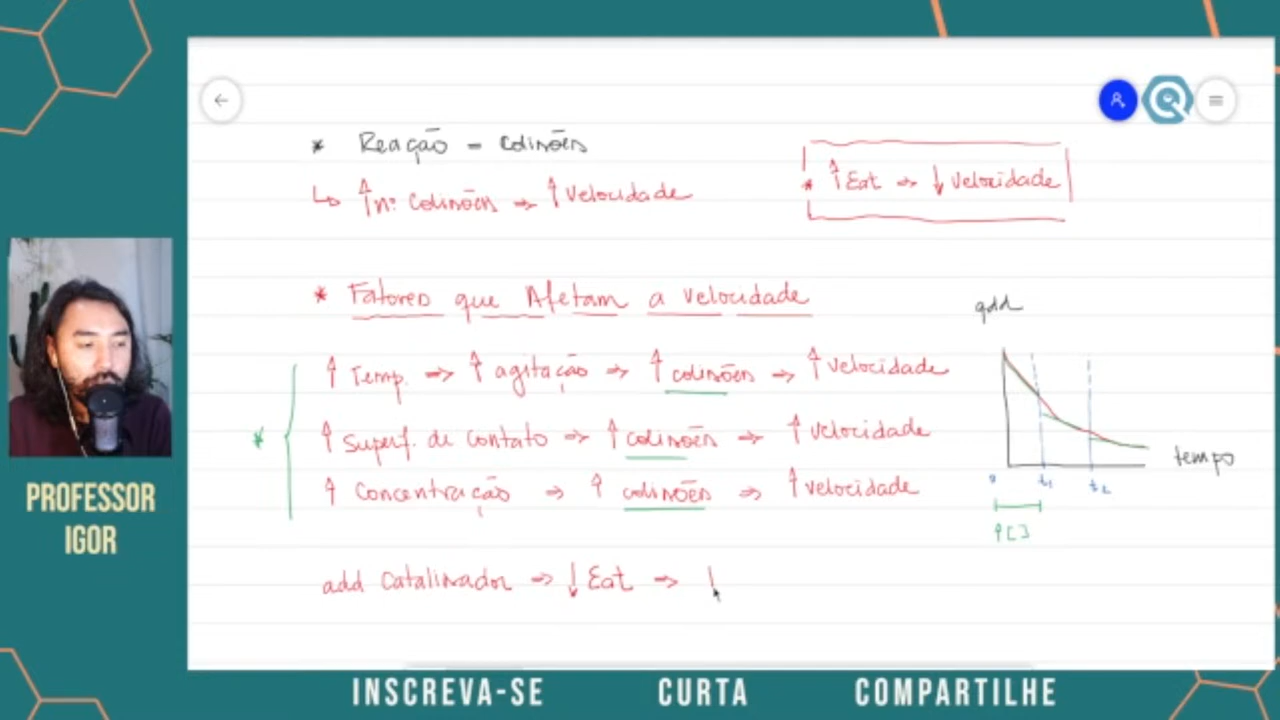 * Reação = Colisões
↳ ↑ nº Colisões ⇒ ↑ Velocidade
* ↑ Eat ⇒ ↓ Velocidade
* Fatores que Afetam a velocidade
↑ Temp. ⇒ ↑ agitação ⇒ ↑ colisões ⇒ ↑ velocidade
* ↑ Superf. de contato ⇒ ↑ colisões ⇒ ↑ velocidade
↑ Concentração ⇒ ↑ colisões ⇒ ↑ velocidade
add Catalisador ⇒ ↓ Eat ⇒
qdd
tempo
0 t1 t2
↑[ ]
PROFESSOR
IGOR
INSCREVA-SE CURTA COMPARTILHE